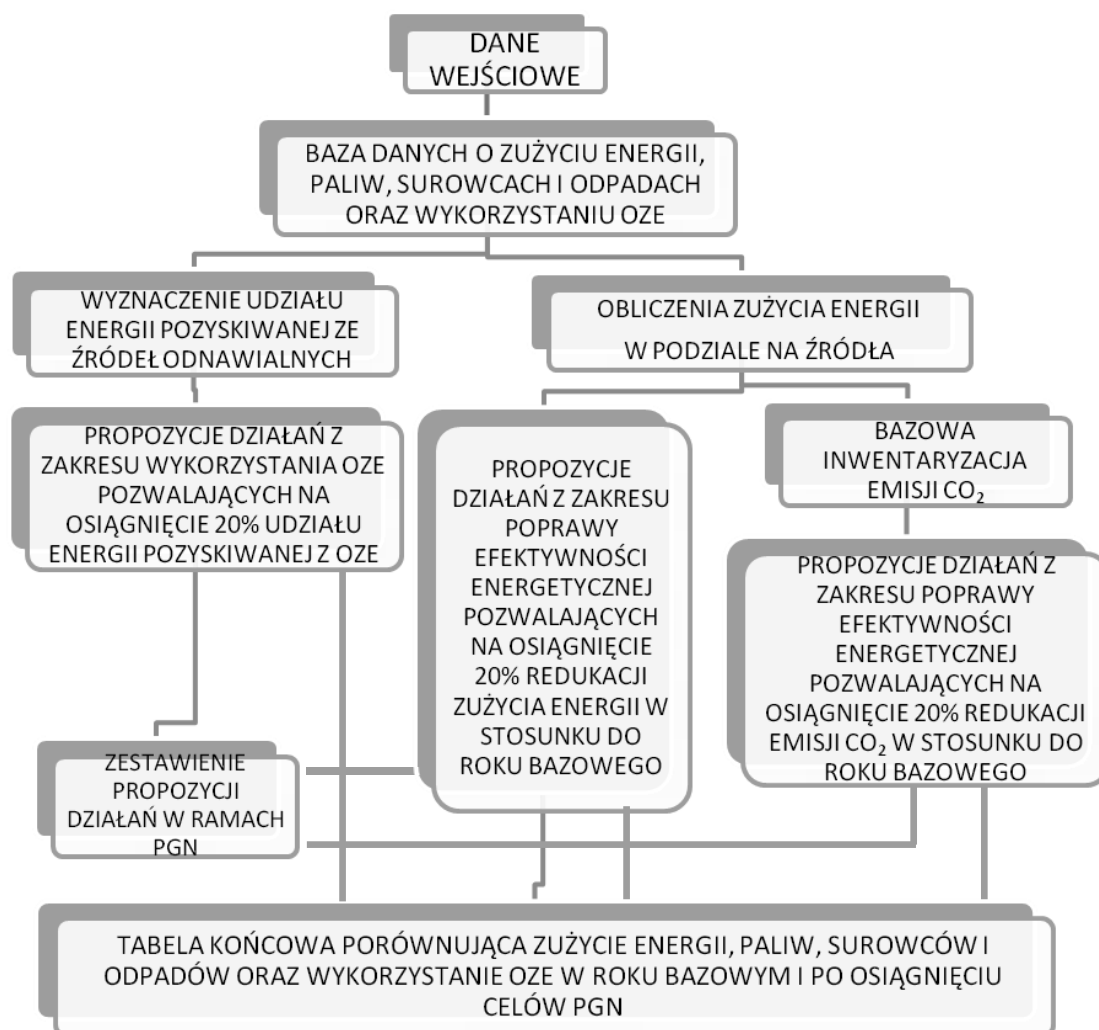 DANE
WEJŚCIOWE
BAZA DANYCH O ZUŻYCIU ENERGII,
PALIW, SUROWCACH I ODPADACH
ORAZ WYKORZYSTANIU OZE
WYZNACZENIE UDZIAŁU
ENERGII POZYSKIWANEJ ZE
ŹRÓDEŁ ODNAWIALNYCH
OBLICZENIA ZUŻYCIA ENERGII
W PODZIALE NA ŹRÓDŁA
PROPOZYCJE DZIAŁAŃ Z
ZAKRESU WYKORZYSTANIA OZE
POZWALAJĄCYCH NA
OSIĄGNIĘCIE 20% UDZIAŁU
ENERGII POZYSKIWANEJ Z OZE
PROPOZYCJE
DZIAŁAŃ Z ZAKRESU
POPRAWY
EFEKTYWNOŚCI
ENERGETYCZNEJ
POZWALAJĄCYCH
NA OSIĄGNIĘCIE
20% REDUKACJI
ZUŻYCIA ENERGII W
STOSUNKU DO
ROKU BAZOWEGO
BAZOWA
INWENTARYZACJA
EMISJI CO₂
PROPOZYCJE DZIAŁAŃ Z
ZAKRESU POPRAWY
EFEKTYWNOŚCI
ENERGETYCZNEJ
POZWALAJĄCYCH NA
OSIĄGNIĘCIE 20% REDUKACJI
EMISJI CO₂ W STOSUNKU DO
ROKU BAZOWEGO
ZESTAWIENIE
PROPOZYCJI
DZIAŁAŃ W RAMACH
PGN
TABELA KOŃCOWA PORÓWNUJĄCA ZUŻYCIE ENERGII, PALIW, SUROWCÓW I
ODPADÓW ORAZ WYKORZYSTANIE OZE W ROKU BAZOWYM I PO OSIĄGNIĘCIU
CELÓW PGN